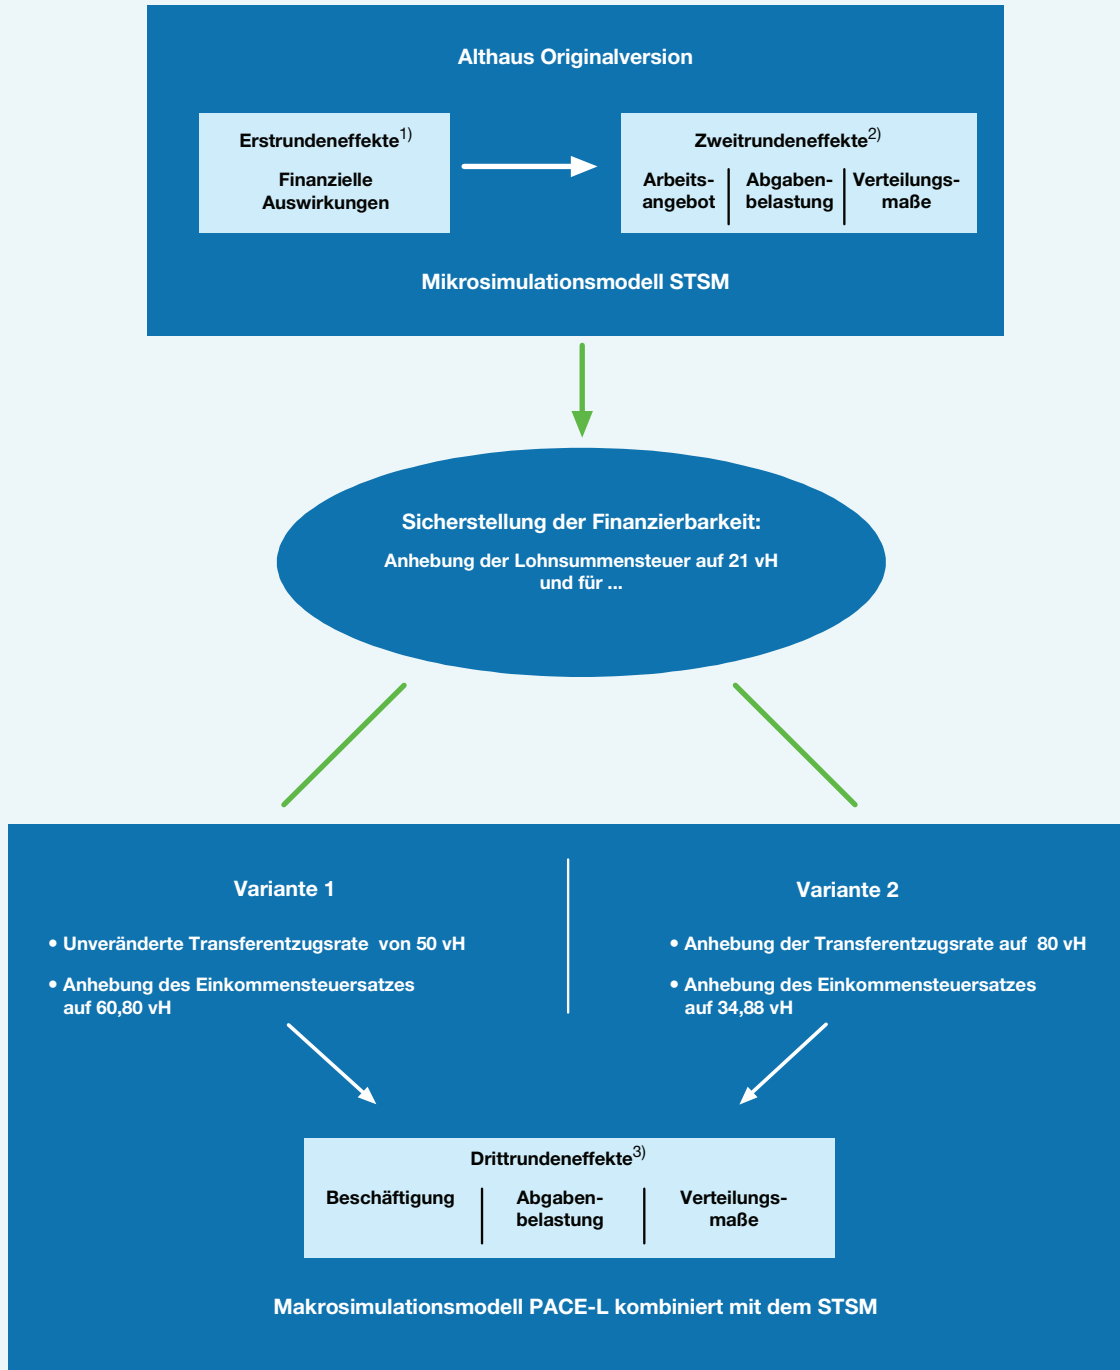 Althaus Originalversion
Erstrundeneffekte1)
Finanzielle
Auswirkungen
Zweitrundeneffekte2)
Arbeits-
angebot
Abgaben-
belastung
Verteilungs-
maße
Mikrosimulationsmodell STSM
Sicherstellung der Finanzierbarkeit:
Anhebung der Lohnsummensteuer auf 21 vH
und für ...
Variante 1
• Unveränderte Transferentzugsrate von 50 vH
• Anhebung des Einkommensteuersatzes
auf 60,80 vH
Variante 2
• Anhebung der Transferentzugsrate auf 80 vH
• Anhebung des Einkommensteuersatzes
auf 34,88 vH
Drittrundeneffekte3)
Beschäftigung
Abgaben-
belastung
Verteilungs-
maße
Makrosimulationsmodell PACE-L kombiniert mit dem STSM